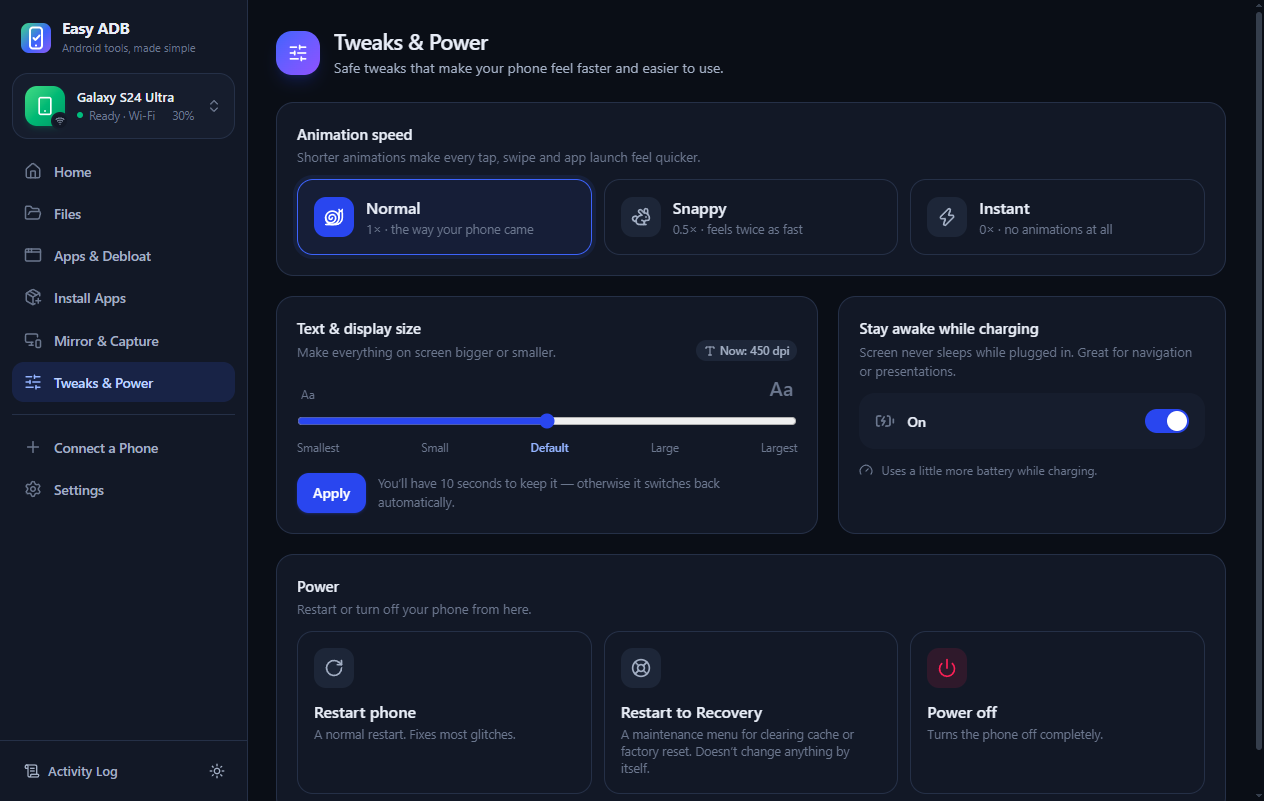 Easy ADB
Android tools, made simple
Galaxy S24 Ultra
Ready · Wi-Fi 30%
Home
Files
Apps & Debloat
Install Apps
Mirror & Capture
Tweaks & Power
Connect a Phone
Settings
Activity Log
Tweaks & Power
Safe tweaks that make your phone feel faster and easier to use.
Animation speed
Shorter animations make every tap, swipe and app launch feel quicker.
Normal
1× · the way your phone came
Snappy
0.5× · feels twice as fast
Instant
0× · no animations at all
Text & display size
Make everything on screen bigger or smaller.
Now: 450 dpi
Aa
Aa
Smallest Small Default Large Largest
Apply
You'll have 10 seconds to keep it — otherwise it switches back
automatically.
Stay awake while charging
Screen never sleeps while plugged in. Great for navigation
or presentations.
On
Uses a little more battery while charging.
Power
Restart or turn off your phone from here.
Restart phone
A normal restart. Fixes most glitches.
Restart to Recovery
A maintenance menu for clearing cache or
factory reset. Doesn't change anything by
itself.
Power off
Turns the phone off completely.